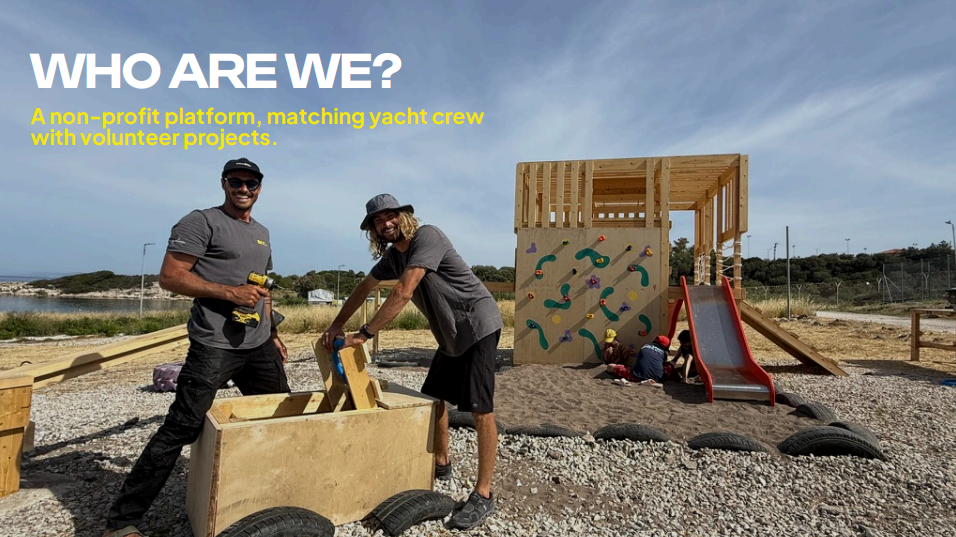 WHO ARE WE?
A non-profit platform, matching yacht crew
with volunteer projects.